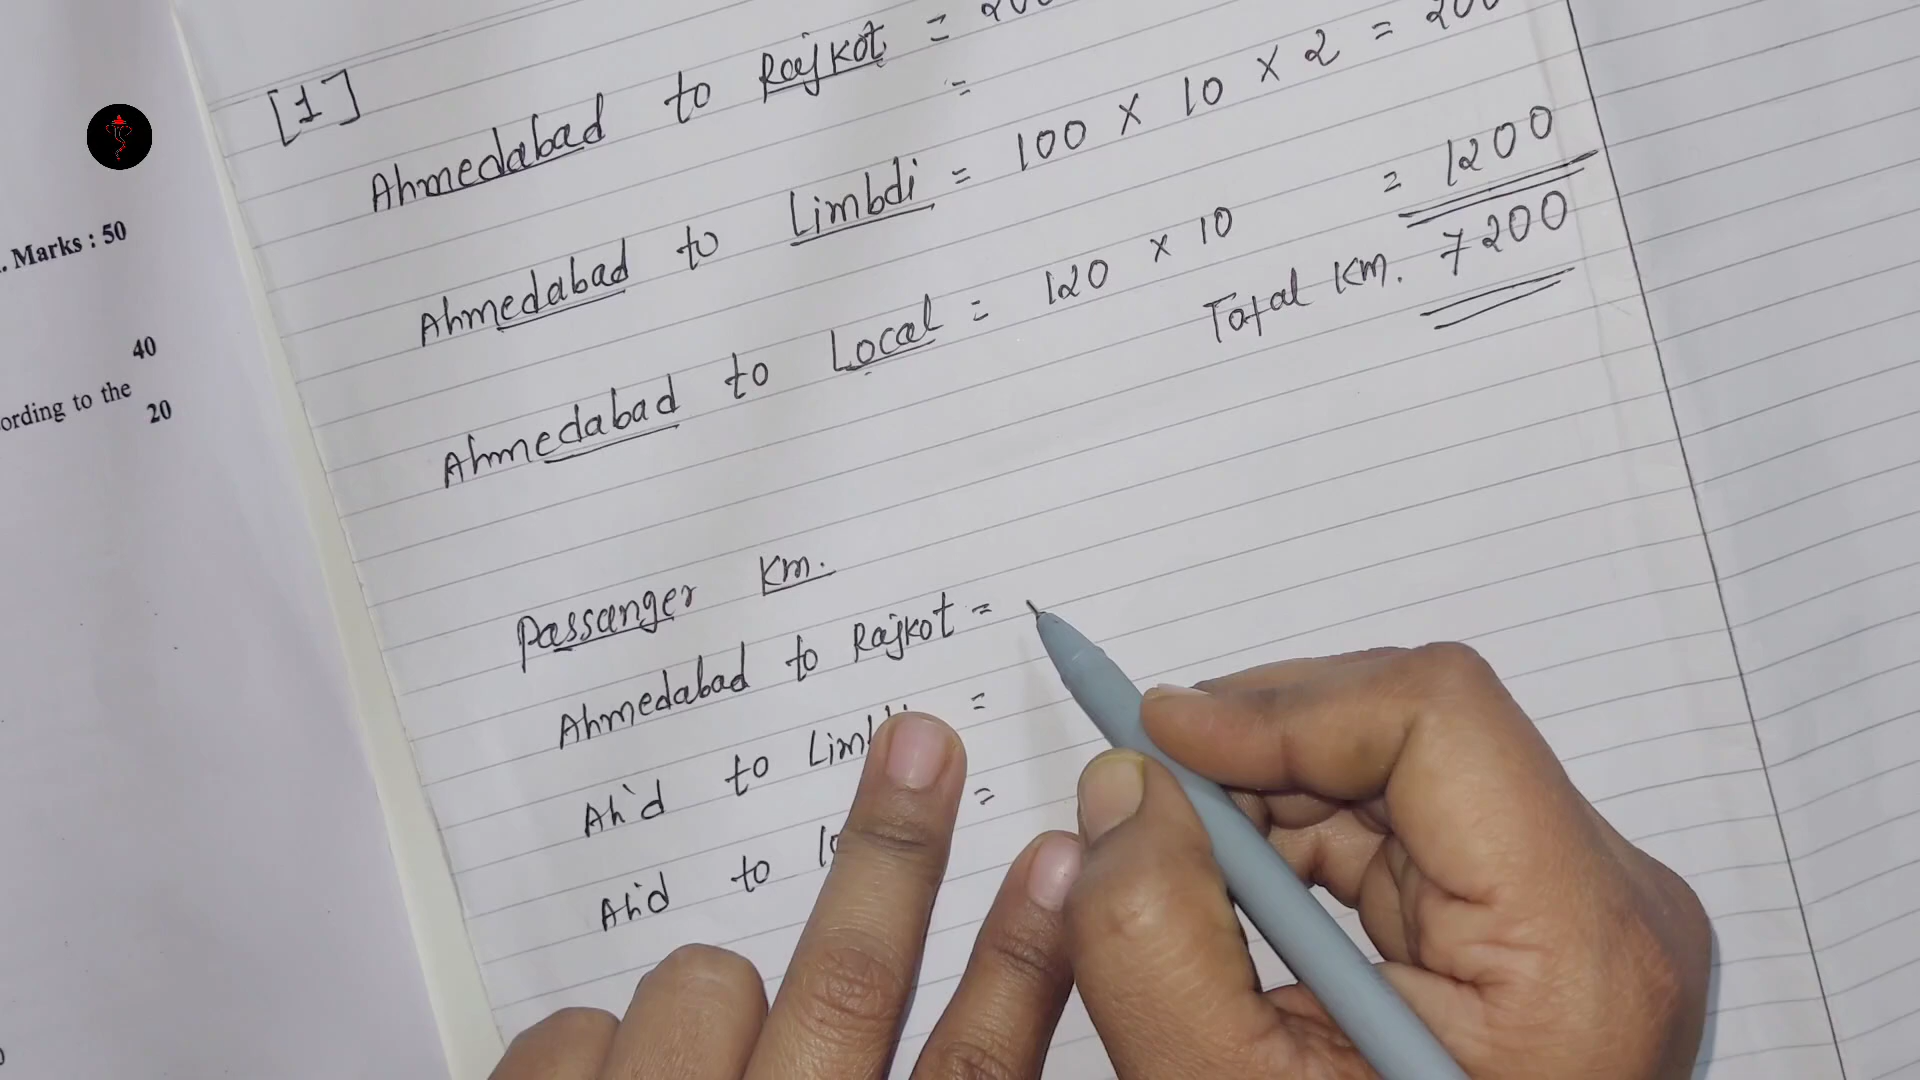 . Marks : 50
40
ording to the
20
[1]
Ahmedabad to Rajkot =
=
Ahmedabad to Limbdi = 100 x 10 x 2 =
Ahmedabad to Local = 120 x 10 = 1200
Total Km. 7200
Passanger Km.
Ahmedabad to Rajkot =
Ah'd to =
Ah'd to =